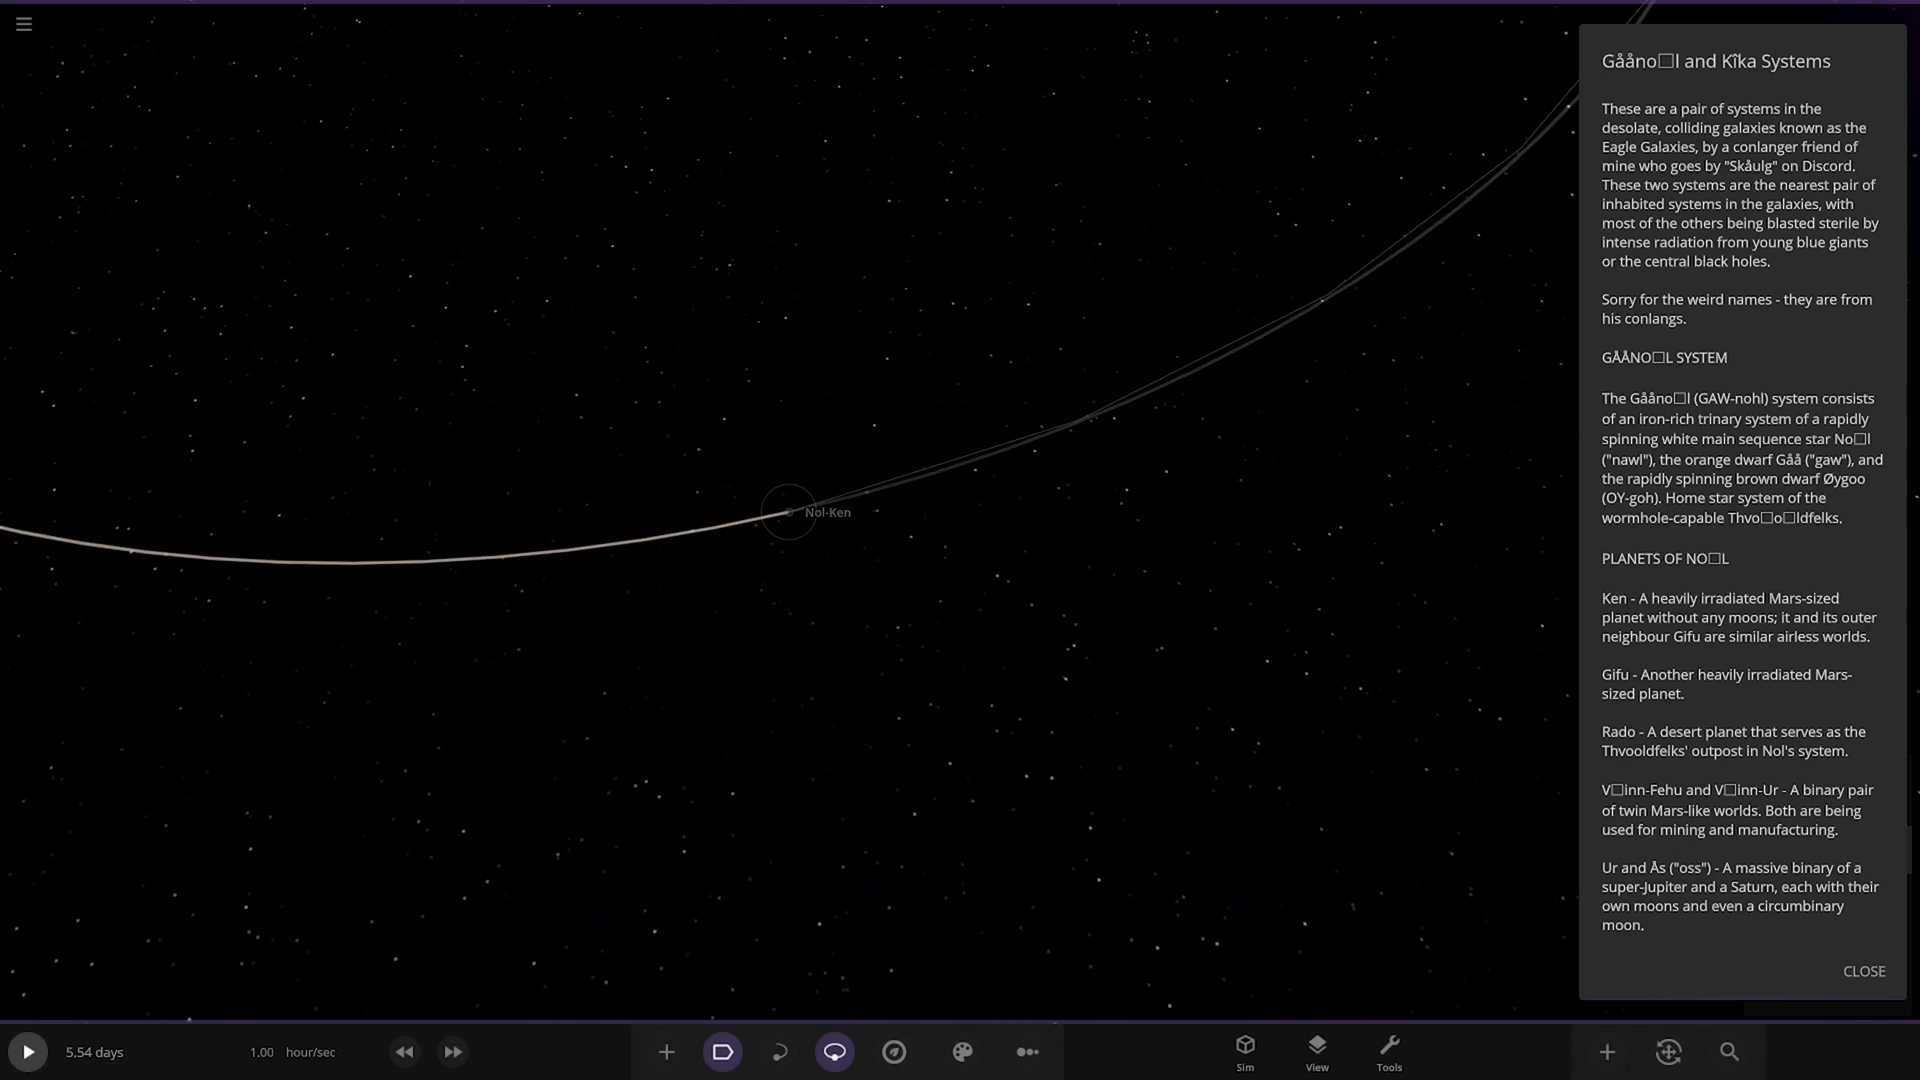 Gååno□l and Kîka Systems
These are a pair of systems in the
desolate, colliding galaxies known as the
Eagle Galaxies, by a conlanger friend of
mine who goes by "Skåulg" on Discord.
These two systems are the nearest pair of
inhabited systems in the galaxies, with
most of the others being blasted sterile by
intense radiation from young blue giants
or the central black holes.
Sorry for the weird names - they are from
his conlangs.
GÅÅNO□L SYSTEM
The Gååno□l (GAW-nohl) system consists
of an iron-rich trinary system of a rapidly
spinning white main sequence star No□l
("nawl"), the orange dwarf Gåå ("gaw"), and
the rapidly spinning brown dwarf Øygoo
(OY-goh). Home star system of the
wormhole-capable Thvo□o□ldfelks.
PLANETS OF NO□L
Ken - A heavily irradiated Mars-sized
planet without any moons; it and its outer
neighbour Gifu are similar airless worlds.
Gifu - Another heavily irradiated Mars-
sized planet.
Rado - A desert planet that serves as the
Thvooldfelks' outpost in Nol's system.
V□inn-Fehu and V□inn-Ur - A binary pair
of twin Mars-like worlds. Both are being
used for mining and manufacturing.
Ur and Ås ("oss") - A massive binary of a
super-Jupiter and a Saturn, each with their
own moons and even a circumbinary
moon.
CLOSE
Nol-Ken
5.54 days
1.00 hour/sec
Sim
View
Tools